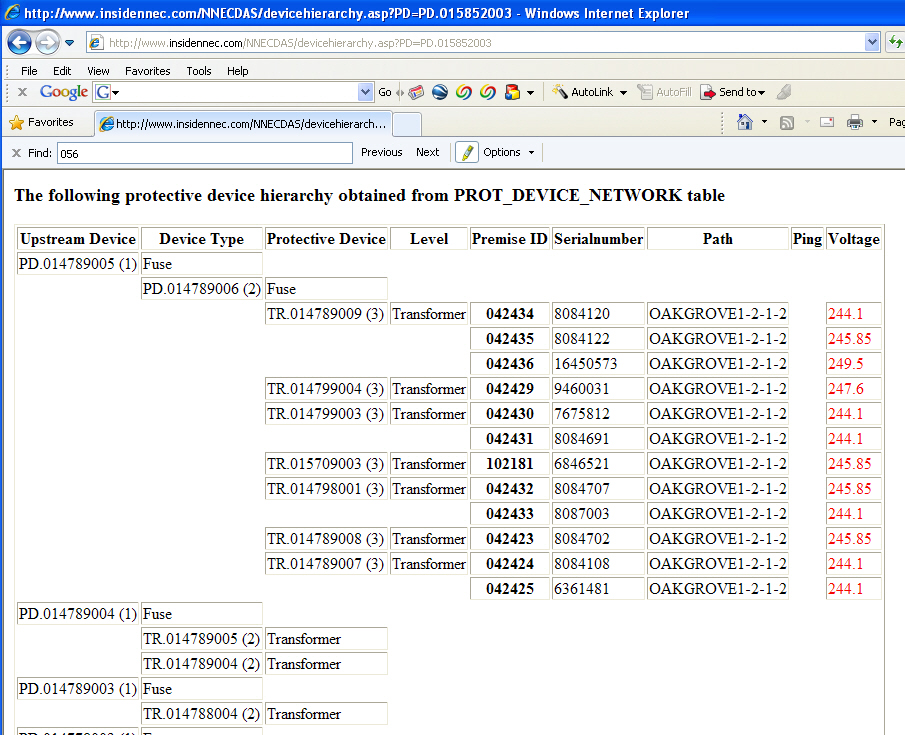 http://www.insidennec.com/NNECDAS/devicehierarchy.asp?PD=PD.015852003 - Windows Internet Explorer
http://www.insidennec.com/NNECDAS/devicehierarchy.asp?PD=PD.015852003
File Edit View Favorites Tools Help
Google G Go AutoLink AutoFill Send to
Favorites http://www.insidennec.com/NNECDAS/devicehierarch... Pag
Find: 056 Previous Next Options
The following protective device hierarchy obtained from PROT_DEVICE_NETWORK table
Upstream Device Device Type Protective Device Level Premise ID Serialnumber Path Ping Voltage
PD.014789005 (1) Fuse
PD.014789006 (2) Fuse
TR.014789009 (3) Transformer 042434 8084120 OAKGROVE1-2-1-2 244.1
042435 8084122 OAKGROVE1-2-1-2 245.85
042436 16450573 OAKGROVE1-2-1-2 249.5
TR.014799004 (3) Transformer 042429 9460031 OAKGROVE1-2-1-2 247.6
TR.014799003 (3) Transformer 042430 7675812 OAKGROVE1-2-1-2 244.1
042431 8084691 OAKGROVE1-2-1-2 244.1
TR.015709003 (3) Transformer 102181 6846521 OAKGROVE1-2-1-2 245.85
TR.014798001 (3) Transformer 042432 8084707 OAKGROVE1-2-1-2 245.85
042433 8087003 OAKGROVE1-2-1-2 244.1
TR.014789008 (3) Transformer 042423 8084702 OAKGROVE1-2-1-2 245.85
TR.014789007 (3) Transformer 042424 8084108 OAKGROVE1-2-1-2 244.1
042425 6361481 OAKGROVE1-2-1-2 244.1
PD.014789004 (1) Fuse
TR.014789005 (2) Transformer
TR.014789004 (2) Transformer
PD.014789003 (1) Fuse
TR.014788004 (2) Transformer